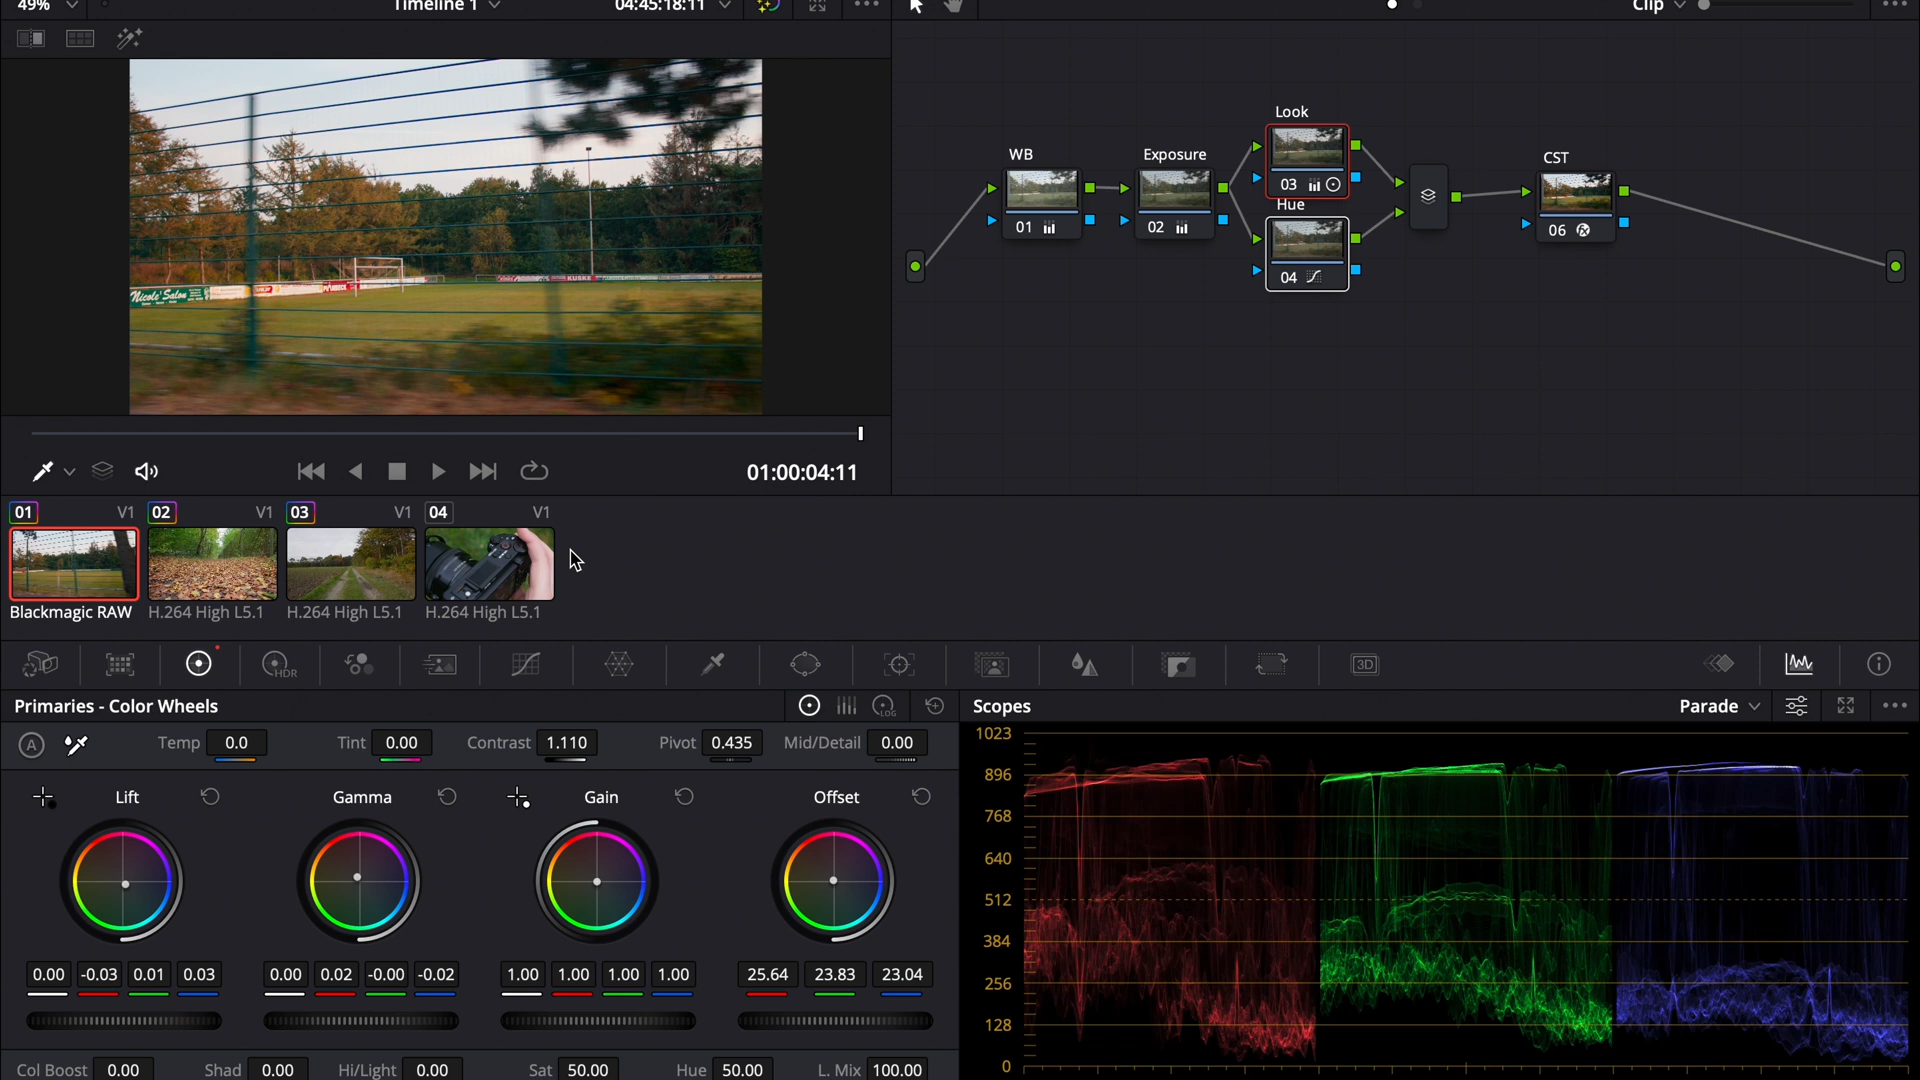 49%
Timeline 1
04:45:18:11
Clip
Look
WB
Exposure
CST
03
Hue
01
02
06
04
Nicole'Salon
KUSKE
01:00:04:11
01 V1 02 V1 03 V1 04 V1
Blackmagic RAW H.264 High L5.1 H.264 High L5.1 H.264 High L5.1
HDR
3D
Primaries - Color Wheels
LOG
Scopes
Parade
A Temp 0.0 Tint 0.00 Contrast 1.110 Pivot 0.435 Mid/Detail 0.00
Lift Gamma Gain Offset
0.00 -0.03 0.01 0.03 0.00 0.02 -0.00 -0.02 1.00 1.00 1.00 1.00 25.64 23.83 23.04
Col Boost 0.00 Shad 0.00 Hi/Light 0.00 Sat 50.00 Hue 50.00 L. Mix 100.00
1023
896
768
640
512
384
256
128
0